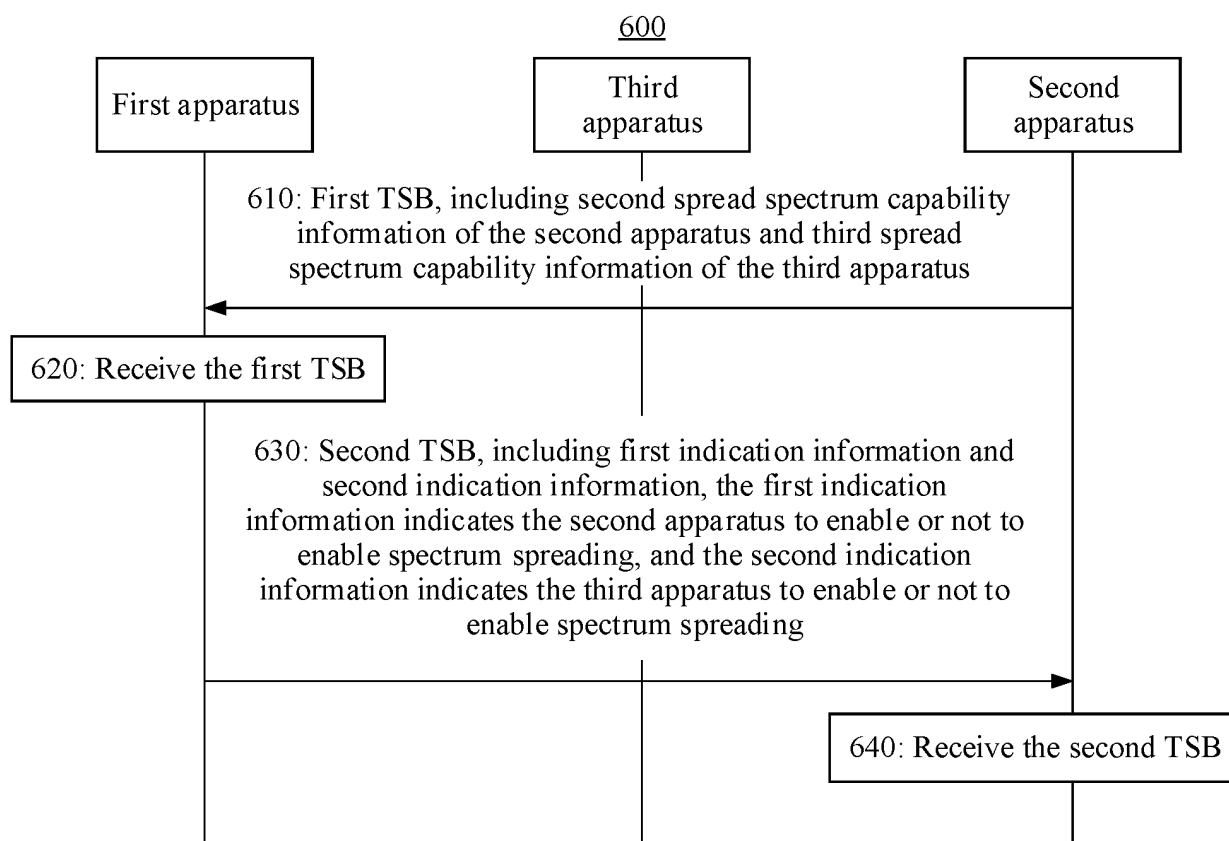 600
First apparatus
Third
apparatus
Second
apparatus
610: First TSB, including second spread spectrum capability
information of the second apparatus and third spread
spectrum capability information of the third apparatus
620: Receive the first TSB
630: Second TSB, including first indication information and
second indication information, the first indication
information indicates the second apparatus to enable or not to
enable spectrum spreading, and the second indication
information indicates the third apparatus to enable or not to
enable spectrum spreading
640: Receive the second TSB